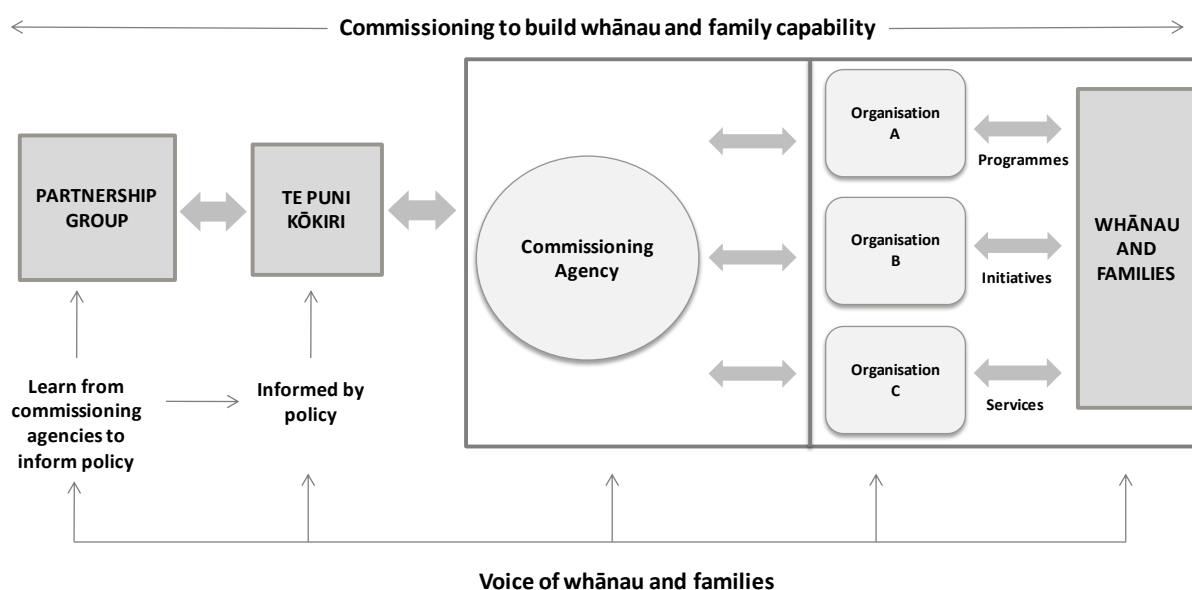 Commissioning to build whānau and family capability
PARTNERSHIP
GROUP
TE PUNI
KŌKIRI
Commissioning
Agency
Organisation
A
Programmes
Organisation
B
Initiatives
Organisation
C
Services
WHĀNAU
AND
FAMILIES
Learn from
commissioning
agencies to
inform policy
Informed by
policy
Voice of whānau and families